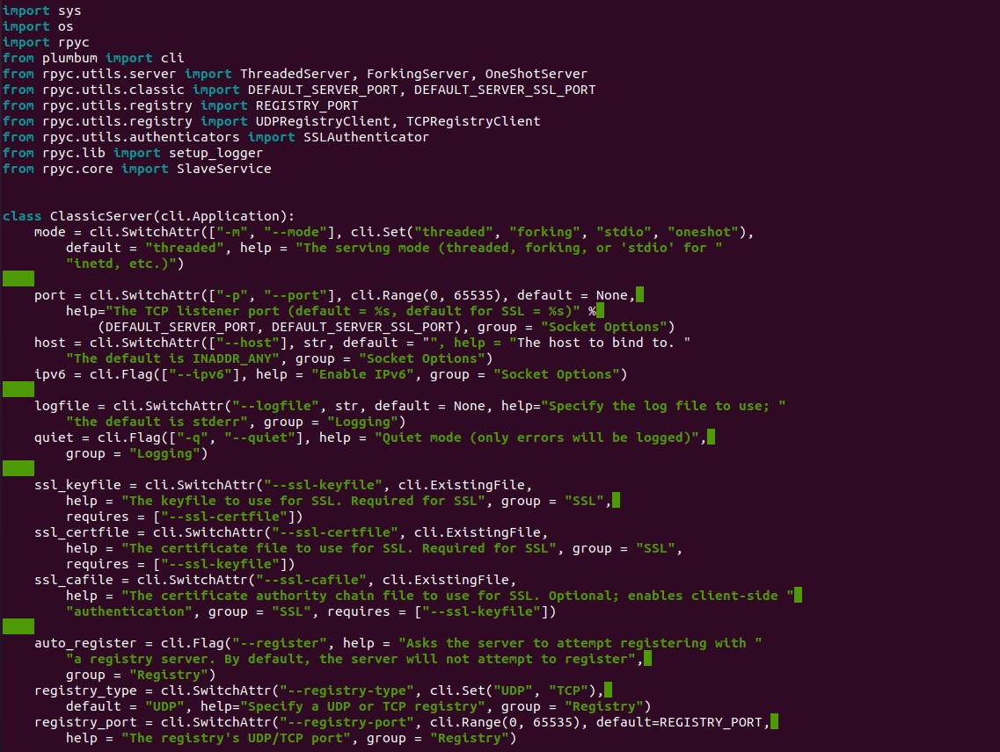 import sys
import os
import rpyc
from plumbum import cli
from rpyc.utils.server import ThreadedServer, ForkingServer, OneShotServer
from rpyc.utils.classic import DEFAULT_SERVER_PORT, DEFAULT_SERVER_SSL_PORT
from rpyc.utils.registry import REGISTRY_PORT
from rpyc.utils.registry import UDPRegistryClient, TCPRegistryClient
from rpyc.utils.authenticators import SSLAuthenticator
from rpyc.lib import setup_logger
from rpyc.core import SlaveService


class ClassicServer(cli.Application):
    mode = cli.SwitchAttr(["-m", "--mode"], cli.Set("threaded", "forking", "stdio", "oneshot"),
        default = "threaded", help = "The serving mode (threaded, forking, or 'stdio' for "
        "inetd, etc.)")

    port = cli.SwitchAttr(["-p", "--port"], cli.Range(0, 65535), default = None,
        help="The TCP listener port (default = %s, default for SSL = %s)" %
            (DEFAULT_SERVER_PORT, DEFAULT_SERVER_SSL_PORT), group = "Socket Options")
    host = cli.SwitchAttr(["--host"], str, default = "", help = "The host to bind to. "
        "The default is INADDR_ANY", group = "Socket Options")
    ipv6 = cli.Flag(["--ipv6"], help = "Enable IPv6", group = "Socket Options")

    logfile = cli.SwitchAttr("--logfile", str, default = None, help="Specify the log file to use; "
        "the default is stderr", group = "Logging")
    quiet = cli.Flag(["-q", "--quiet"], help = "Quiet mode (only errors will be logged)",
        group = "Logging")

    ssl_keyfile = cli.SwitchAttr("--ssl-keyfile", cli.ExistingFile,
        help = "The keyfile to use for SSL. Required for SSL", group = "SSL",
        requires = ["--ssl-certfile"])
    ssl_certfile = cli.SwitchAttr("--ssl-certfile", cli.ExistingFile,
        help = "The certificate file to use for SSL. Required for SSL", group = "SSL",
        requires = ["--ssl-keyfile"])
    ssl_cafile = cli.SwitchAttr("--ssl-cafile", cli.ExistingFile,
        help = "The certificate authority chain file to use for SSL. Optional; enables client-side "
        "authentication", group = "SSL", requires = ["--ssl-keyfile"])

    auto_register = cli.Flag("--register", help = "Asks the server to attempt registering with "
        "a registry server. By default, the server will not attempt to register",
        group = "Registry")
    registry_type = cli.SwitchAttr("--registry-type", cli.Set("UDP", "TCP"),
        default = "UDP", help="Specify a UDP or TCP registry", group = "Registry")
    registry_port = cli.SwitchAttr("--registry-port", cli.Range(0, 65535), default=REGISTRY_PORT,
        help = "The registry's UDP/TCP port", group = "Registry")